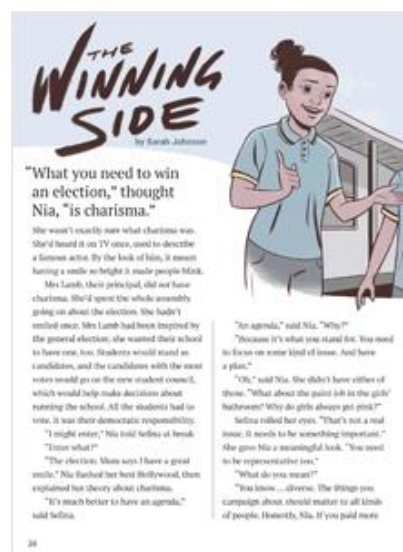 THE
WINNING
SIDE
by Sarah Johnson
“What you need to win
an election,” thought
Nia, “is charisma.”
She wasn't exactly sure what charisma was.
She'd heard it on TV once, used to describe
a famous actor. By the look of him, it meant
having a smile so bright it made people blink.
Mrs Lamb, their principal, did not have
charisma. She'd spent the whole assembly
going on about the election. She hadn't
smiled once. Mrs Lamb had been inspired by
the general election; she wanted their school
to have one, too. Students would stand as
candidates, and the candidates with the most
votes would go on the new student council,
which would help make decisions about
running the school. All the students had to
vote, it was their democratic responsibility.
“I might enter,” Nia told Selina at break.
“Enter what?”
“The election. Mum says I have a great
smile.” Nia flashed her best Hollywood, then
explained her theory about charisma.
“It's much better to have an agenda,”
said Selina.
“An agenda,” said Nia. “Why?”
“Because it's what you stand for. You need
to focus on some kind of issue. And have
a plan.”
“Oh,” said Nia. She didn't have either of
those. “What about the paint job in the girls'
bathroom? Why do girls always get pink?”
Selina rolled her eyes. “That's not a real
issue. It needs to be something important.”
She gave Nia a meaningful look. “You need
to be representative too.”
“What do you mean?”
“You know... diverse. The things you
campaign about should matter to all kinds
of people. Honestly, Nia. If you paid more
24